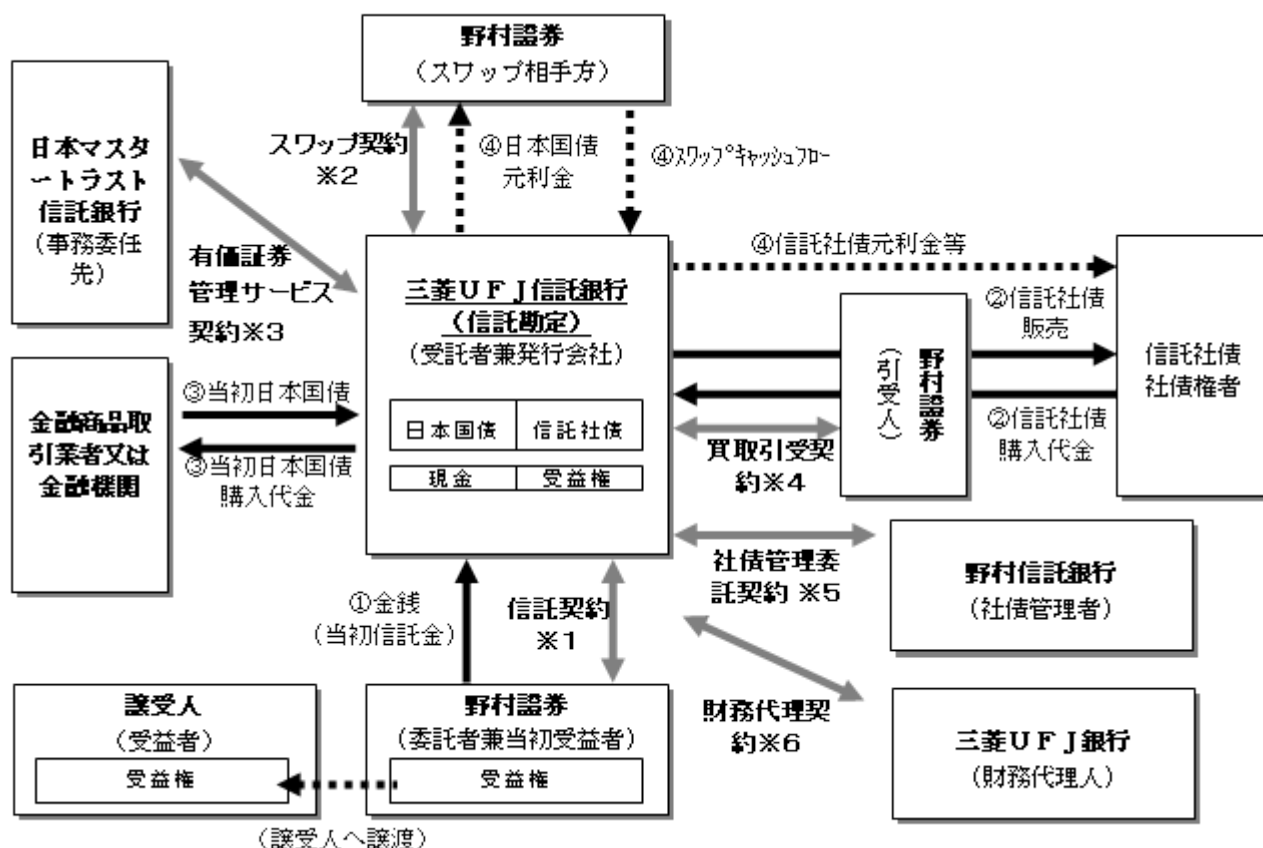 野村證券
（スワップ相手方）
日本マスタ
ートラスト
信託銀行
（事務委任
先）
スワップ契約
※2
④日本国債
元利金
④ｽﾜｯﾌﾟｷｬｯｼｭﾌﾛｰ
有価証券
管理サービス
契約※3
三菱ＵＦＪ信託銀行
（信託勘定）
（受託者兼発行会社）
日本国債
信託社債
現金
受益権
④信託社債元利金等
②信託社債
販売
野村證券
（引受人）
信託社債
社債権者
②信託社債
購入代金
買取引受契
約※4
金融商品取
引業者又は
金融機関
③当初日本国債
③当初日本国債
購入代金
社債管理委
託契約 ※5
野村信託銀行
（社債管理者）
①金銭
（当初信託金）
信託契約
※1
財務代理契
約※6
三菱ＵＦＪ銀行
（財務代理人）
譲受人
（受益者）
受益権
野村證券
（委託者兼当初受益者）
受益権
（譲受人へ譲渡）